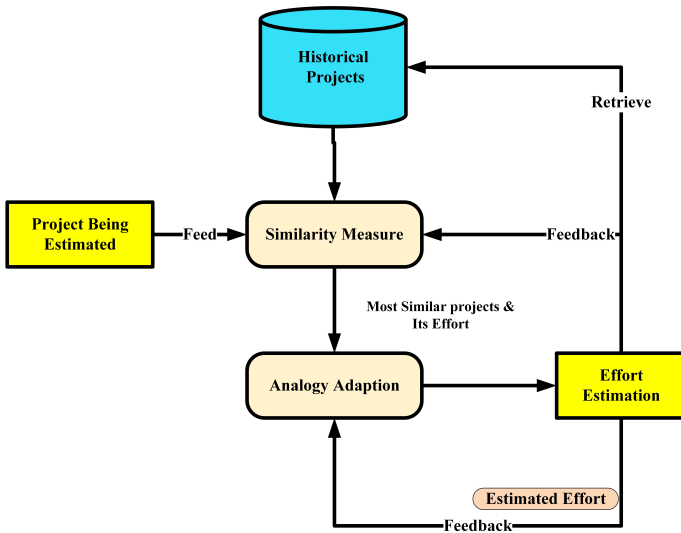 Historical
Projects
Retrieve
Project Being
Estimated
Feed
Similarity Measure
Feedback
Most Similar projects &
Its Effort
Analogy Adaption
Effort
Estimation
Estimated Effort
Feedback